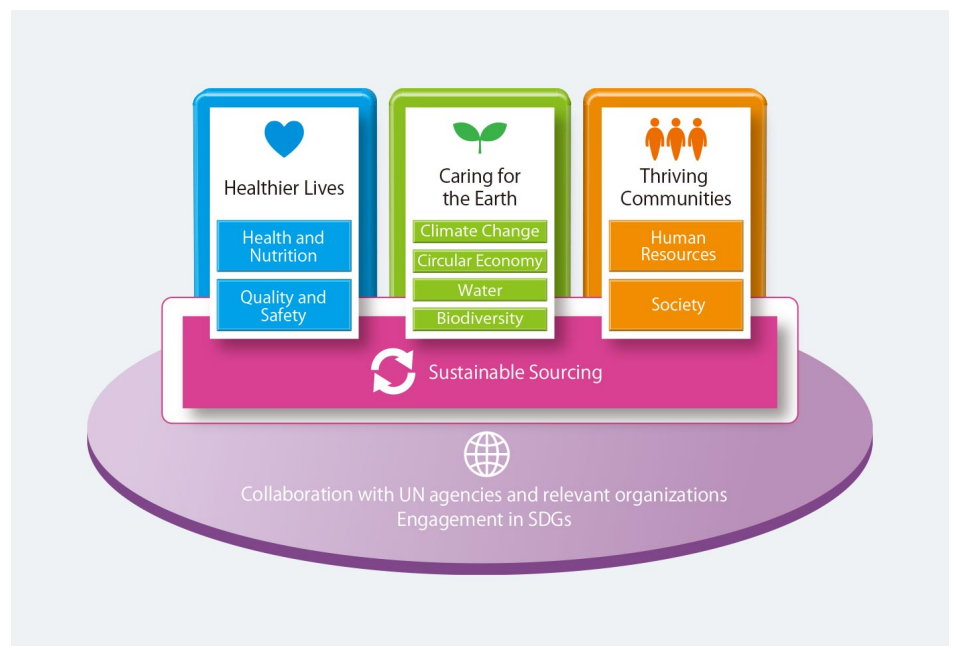 Healthier Lives
Health and
Nutrition
Quality and
Safety
Caring for
the Earth
Climate Change
Circular Economy
Water
Biodiversity
Thriving
Communities
Human
Resources
Society
Sustainable Sourcing
Collaboration with UN agencies and relevant organizations
Engagement in SDGs